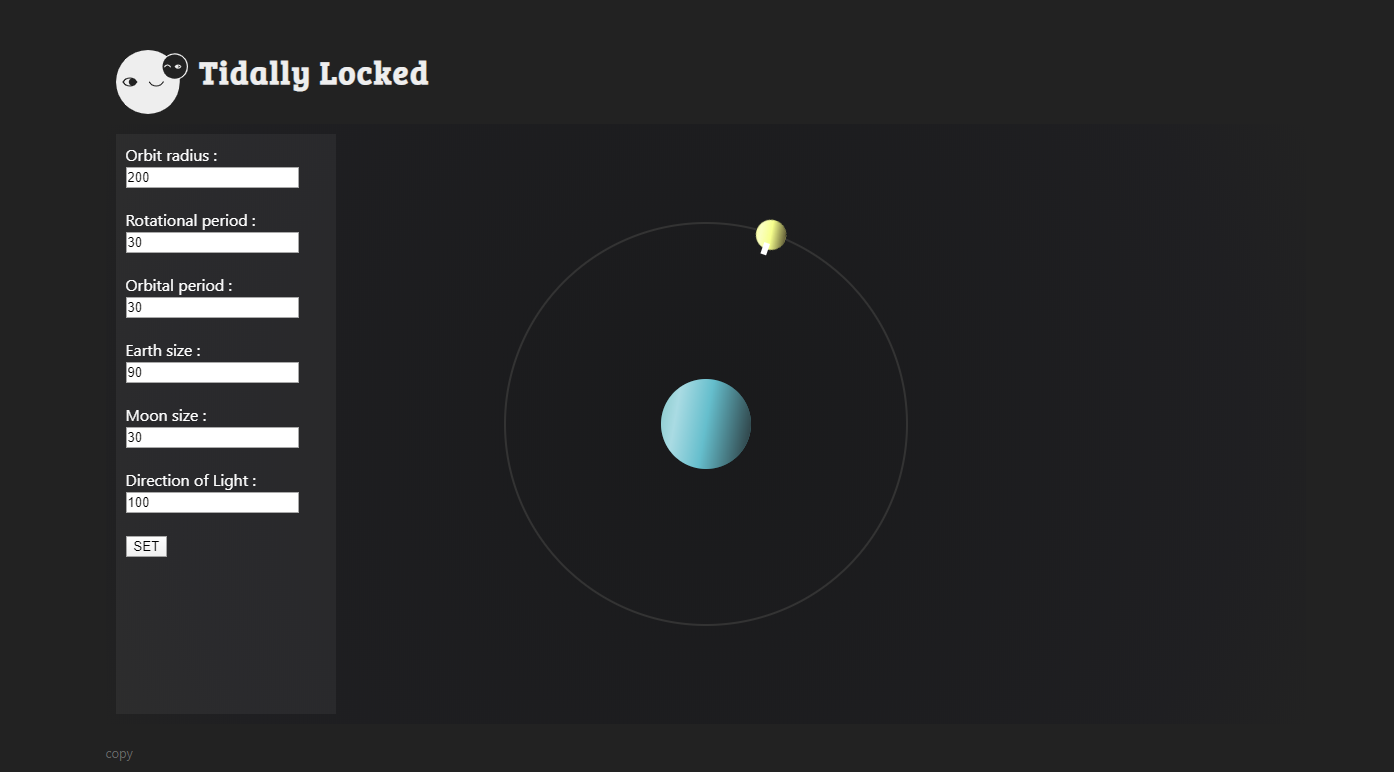 Tidally Locked
Orbit radius :
200
Rotational period :
30
Orbital period :
30
Earth size :
90
Moon size :
30
Direction of Light :
100
SET
copy